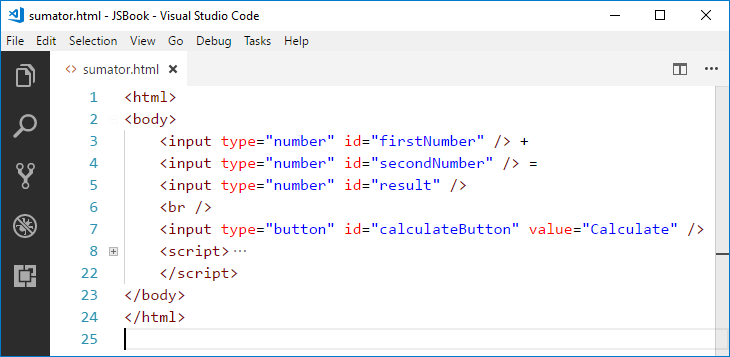 sumator.html - JSBook - Visual Studio Code
File Edit Selection View Go Debug Tasks Help
<> sumator.html
1 <html>
2 <body>
3 <input type="number" id="firstNumber" /> +
4 <input type="number" id="secondNumber" /> =
5 <input type="number" id="result" />
6 <br />
7 <input type="button" id="calculateButton" value="Calculate" />
8 <script>…
22 </script>
23 </body>
24 </html>
25